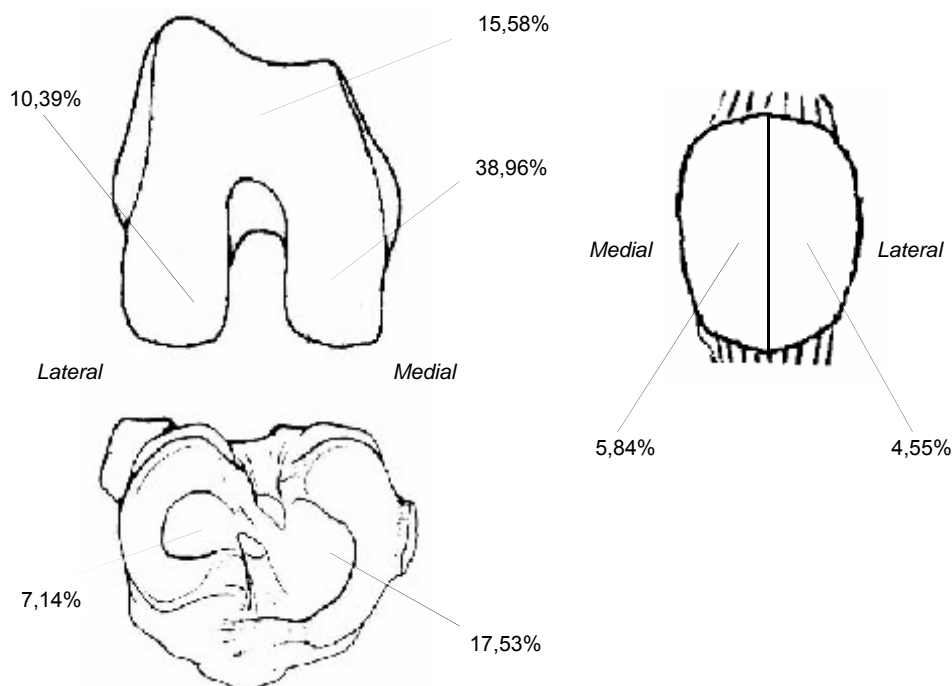 15,58%
10,39%
38,96%
Lateral
Medial
Medial
Lateral
5,84%
4,55%
7,14%
17,53%